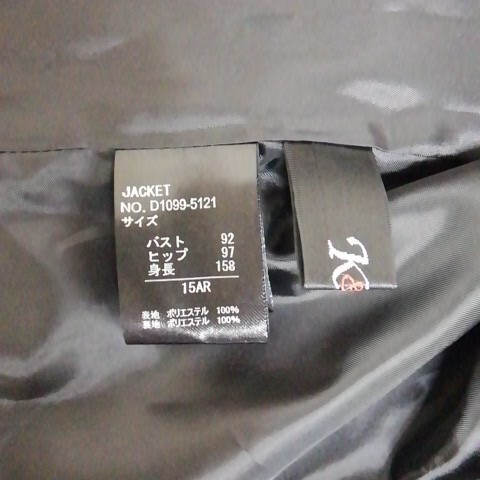 JACKET
NO. D1099-5121
サイズ
バスト 92
ヒップ 97
身長 158
15AR
表地 ポリエステル 100%
裏地 ポリエステル 100%
K